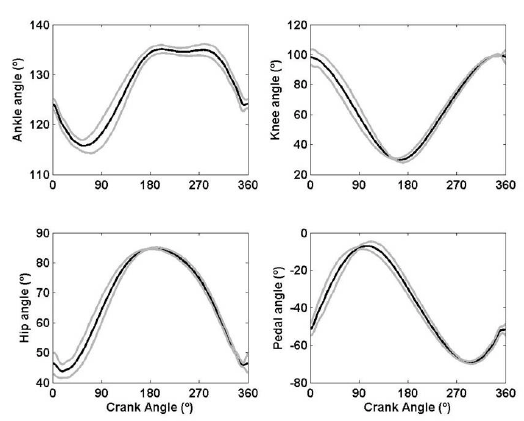 Ankle angle (º)
140
130
120
110
0 90 180 270 360
Knee angle (º)
120
100
80
60
40
20
0 90 180 270 360
Hip angle (º)
90
80
70
60
50
40
0 90 180 270 360
Crank Angle (º)
Pedal angle (º)
0
-20
-40
-60
-80
0 90 180 270 360
Crank Angle (º)